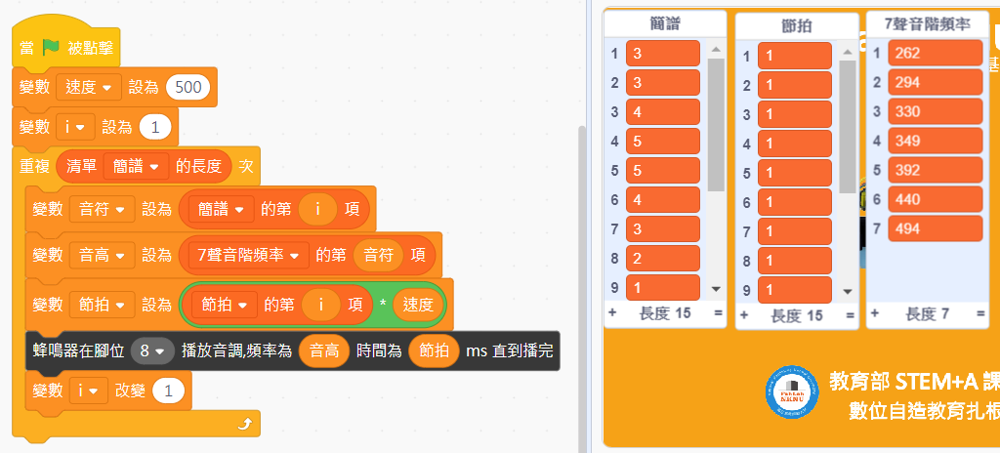 當 被點擊
變數 速度 設為 500
變數 i 設為 1
重複 清單 簡譜 的長度 次
變數 音符 設為 簡譜 的第 i 項
變數 音高 設為 7聲音階頻率 的第 音符 項
變數 節拍 設為 節拍 的第 i 項 * 速度
蜂鳴器在腳位 8 播放音調,頻率為 音高 時間為 節拍 ms 直到播完
變數 i 改變 1
簡譜
1 3
2 3
3 4
4 5
5 5
6 4
7 3
8 2
9 1
+ 長度 15 =
節拍
1 1
2 1
3 1
4 1
5 1
6 1
7 1
8 1
9 1
+ 長度 15 =
7聲音階頻率
1 262
2 294
3 330
4 349
5 392
6 440
7 494
+ 長度 7 =
基
FabLab
NKNU
教育部 STEM+A 課
數位自造教育扎根